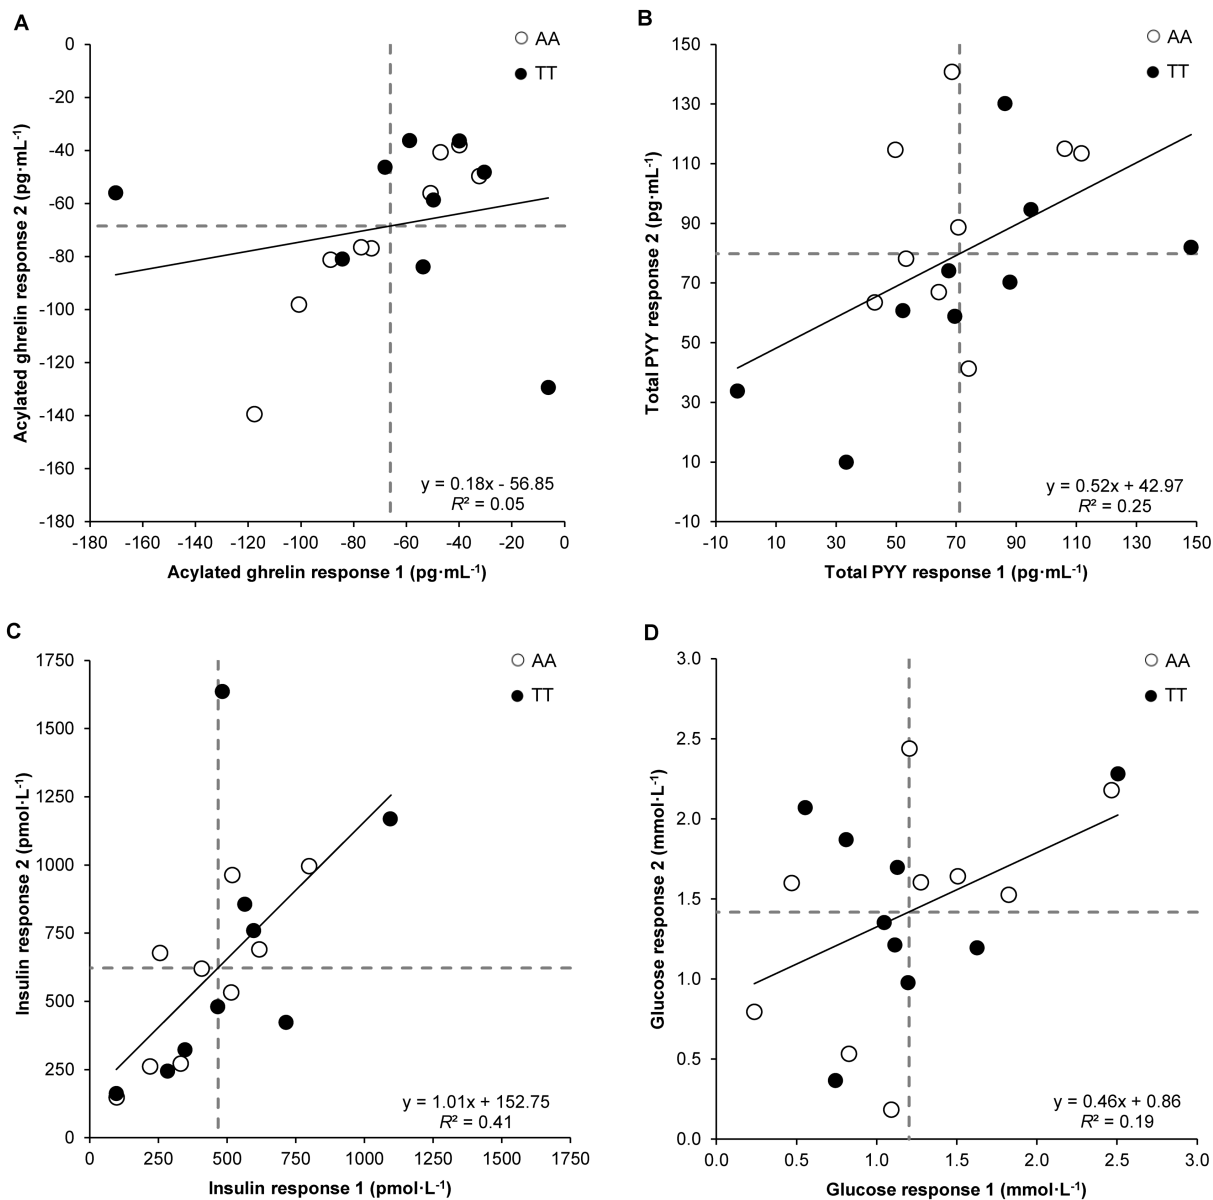 A
AA
TT
0
-20
-40
-60
-80
-100
-120
-140
-160
-180
Acylated ghrelin response 2 (pg·mL⁻¹)
y = 0.18x - 56.85
R² = 0.05
-180 -160 -140 -120 -100 -80 -60 -40 -20 0
Acylated ghrelin response 1 (pg·mL⁻¹)
B
AA
TT
150
130
110
90
70
50
30
10
-10
Total PYY response 2 (pg·mL⁻¹)
y = 0.52x + 42.97
R² = 0.25
-10 10 30 50 70 90 110 130 150
Total PYY response 1 (pg·mL⁻¹)
C
AA
TT
1750
1500
1250
1000
750
500
250
0
Insulin response 2 (pmol·L⁻¹)
y = 1.01x + 152.75
R² = 0.41
0 250 500 750 1000 1250 1500 1750
Insulin response 1 (pmol·L⁻¹)
D
AA
TT
3.0
2.5
2.0
1.5
1.0
0.5
0.0
Glucose response 2 (mmol·L⁻¹)
y = 0.46x + 0.86
R² = 0.19
0.0 0.5 1.0 1.5 2.0 2.5 3.0
Glucose response 1 (mmol·L⁻¹)